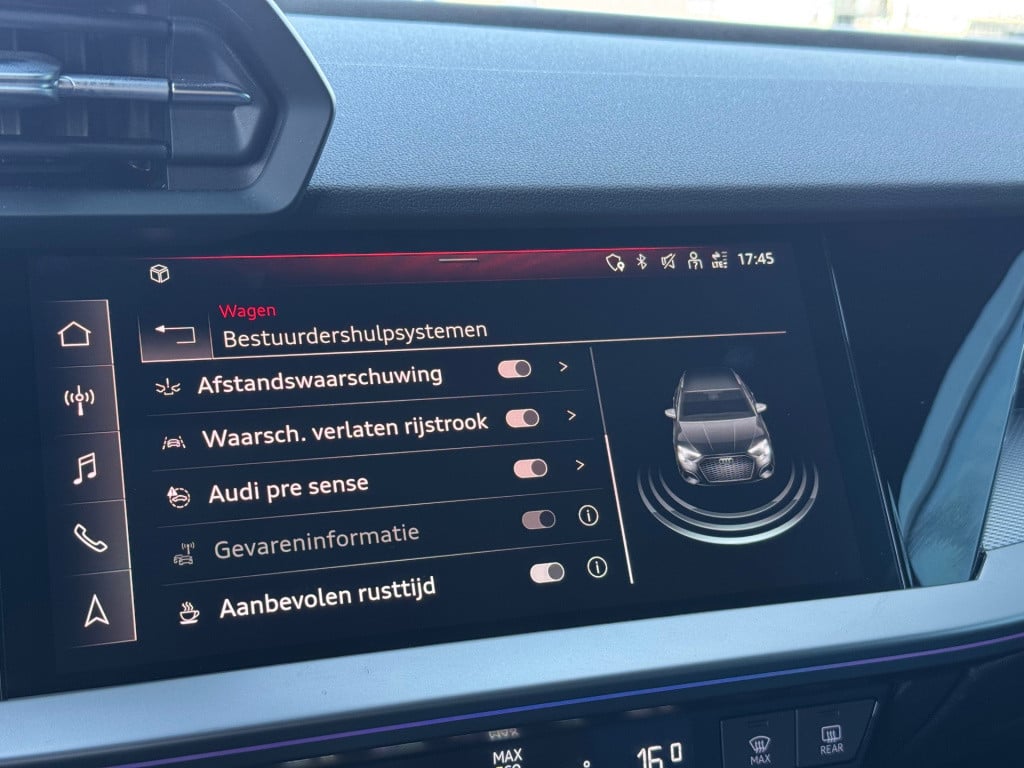 17:45
Wagen
Bestuurdershulpsystemen
Afstandswaarschuwing
Waarsch. verlaten rijstrook
Audi pre sense
Gevareninformatie
Aanbevolen rusttijd
MAX
16.0
MAX
REAR